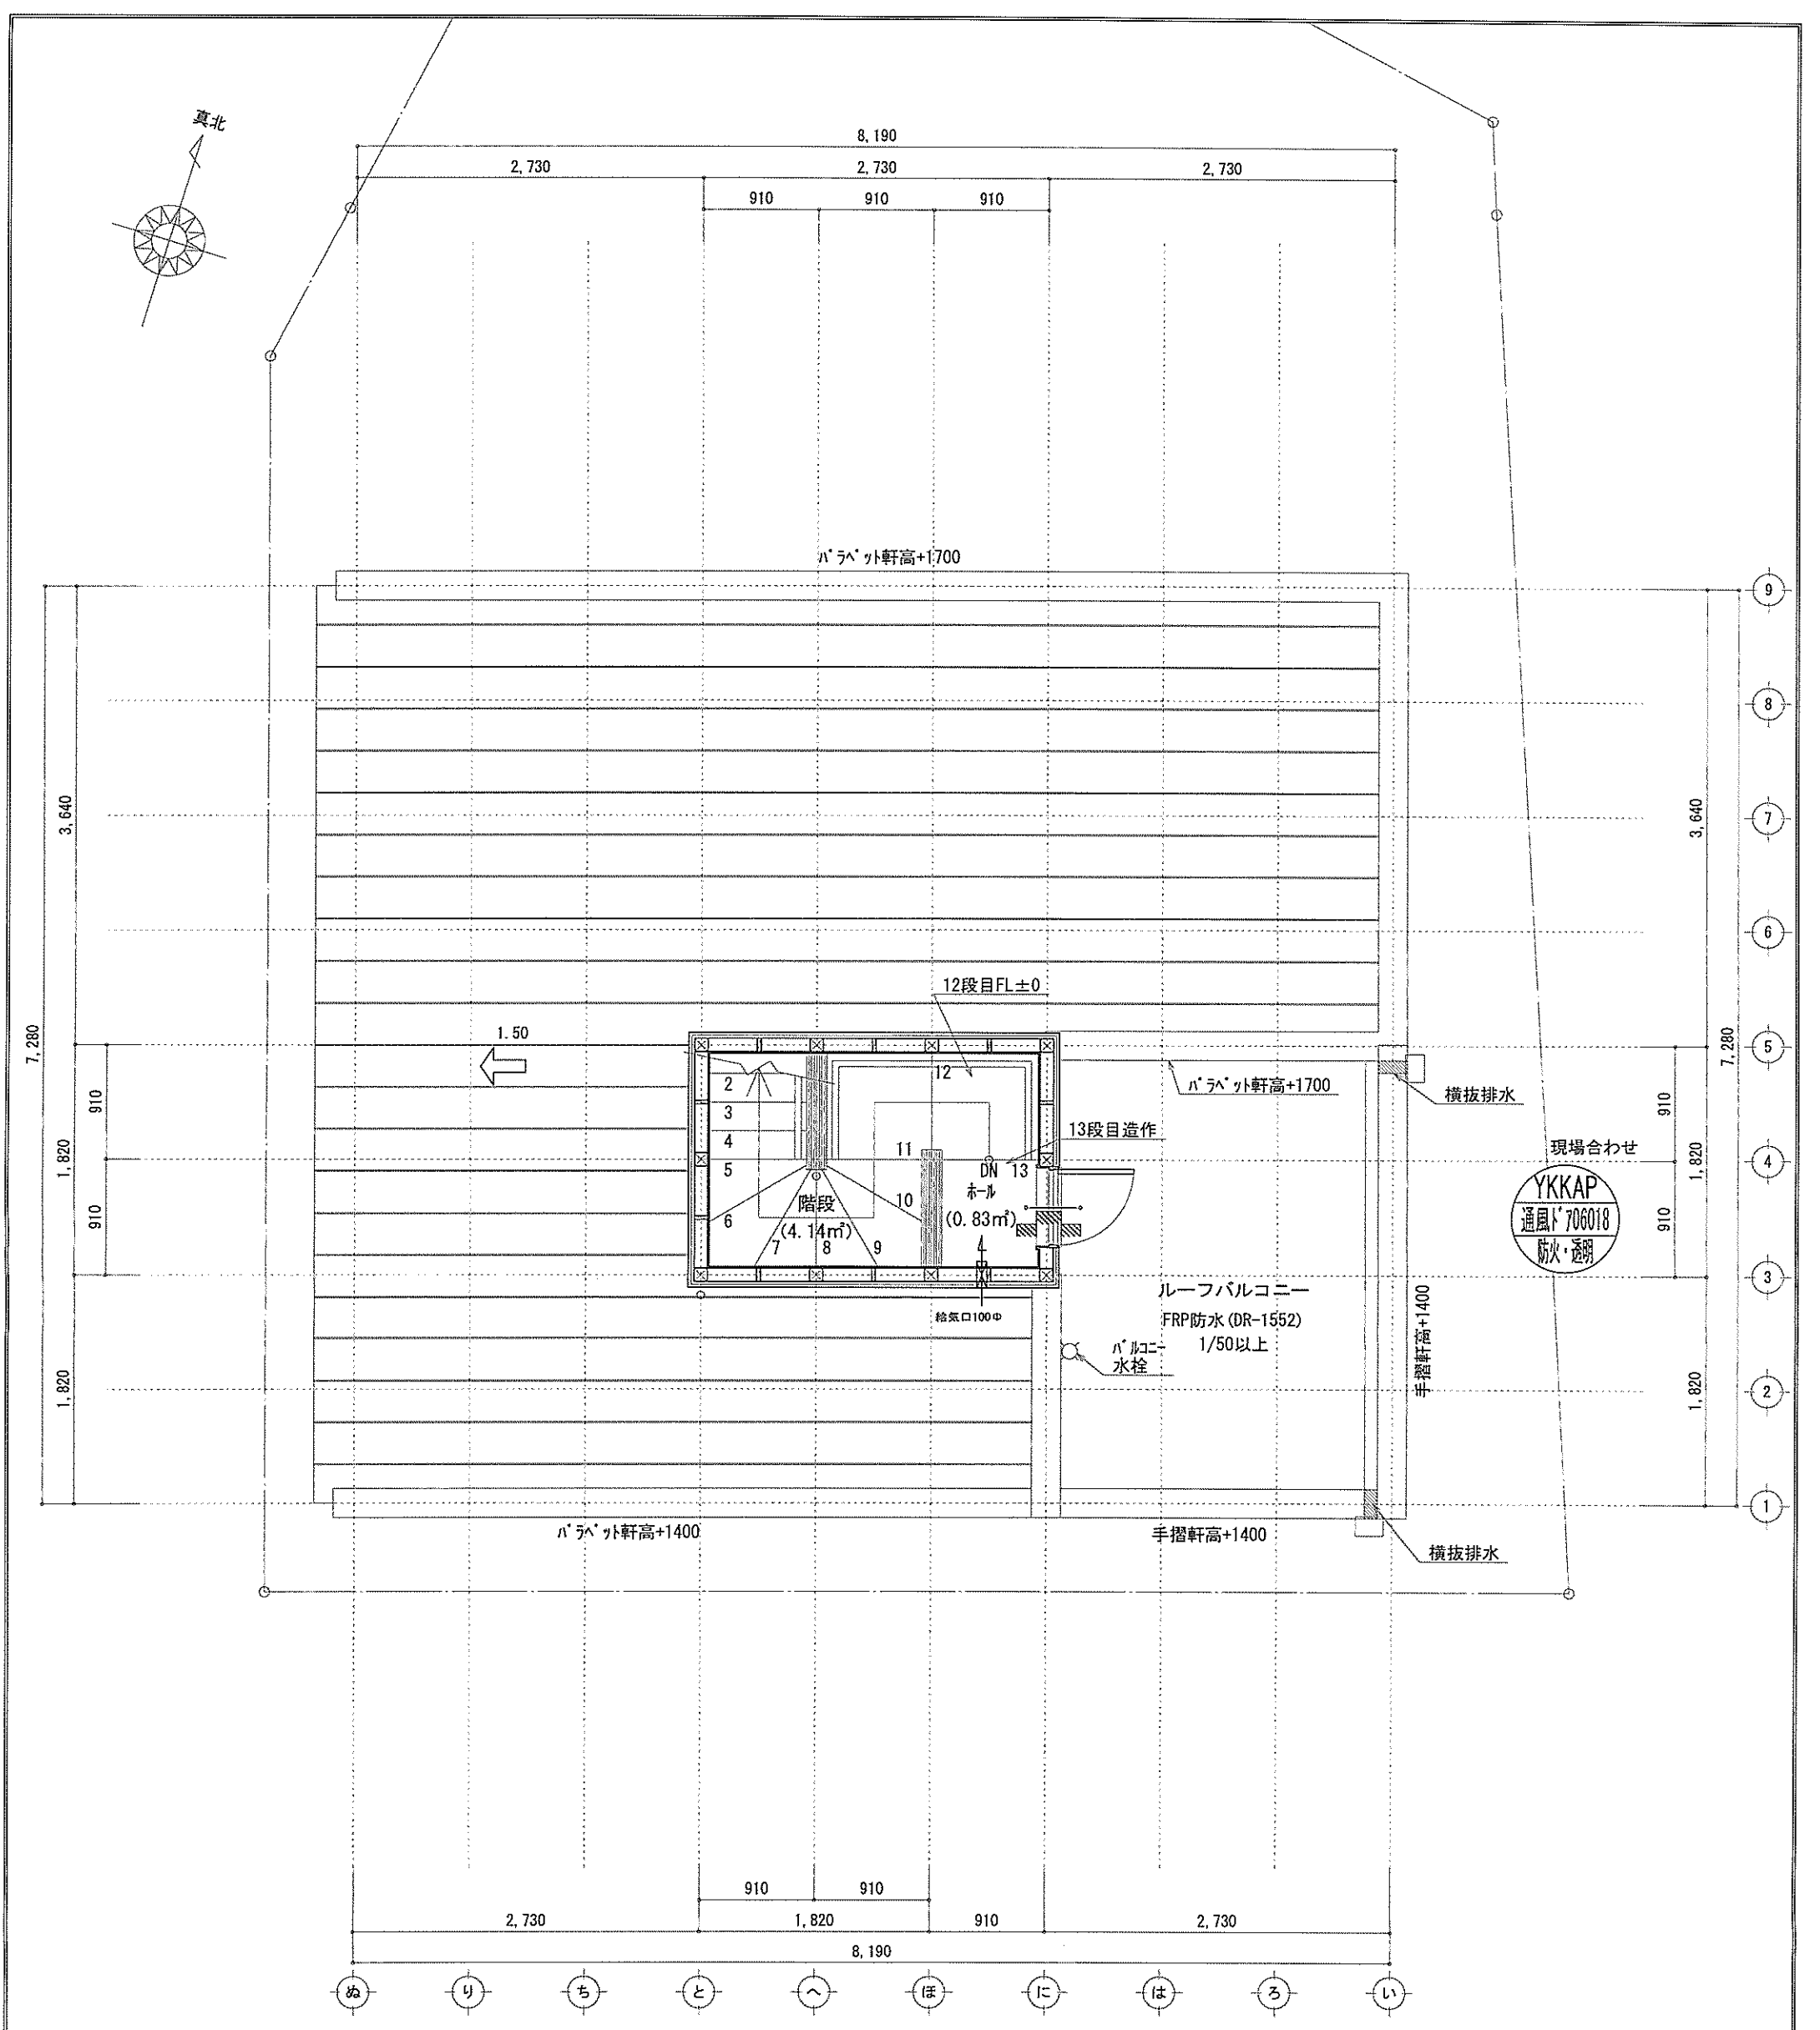 真北
8,190
2,730
2,730
2,730
910
910
910
パラペット軒高+1700
9
8
3,640
3,640
7
6
12段目FL±0
7,280
1.50
7,280
5
2
12
パラペット軒高+1700
横抜排水
3
910
910
13段目造作
4
11
現場合わせ
1,820
1,820
4
5
DN
13
ホール
YKKAP
階段
10
通風ﾄﾞ706018
6
(0.83㎡)
910
910
(4.14㎡)
防火・透明
7
8
9
3
ルーフバルコニー
給気口100Φ
FRP防水(DR-1552)
手摺軒高+1400
バルコニー
水栓
1/50以上
1,820
1,820
2
1
パラペット軒高+1400
手摺軒高+1400
横抜排水
910
910
2,730
1,820
910
2,730
8,190
ぬ
り
ち
と
へ
ほ
に
は
ろ
い